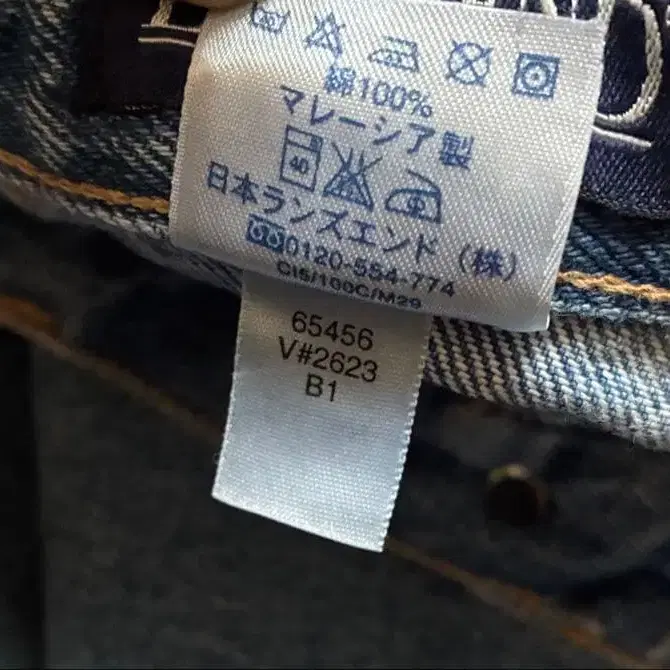 綿100%
マレーシア製
40
日本ランズエンド（株）
0120-554-774
CIS/100C/M29
65456
V#2623
B1